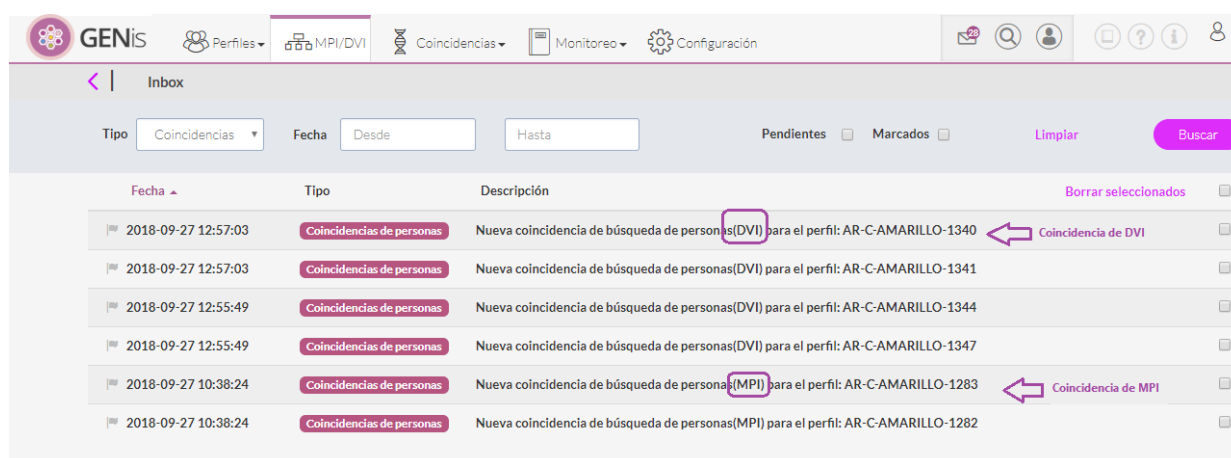 GENis Perfiles MPI/DVI Coincidencias Monitoreo Configuración 28
Inbox
Tipo Coincidencias Fecha Desde Hasta Pendientes Marcados Limpiar Buscar
Fecha Tipo Descripción Borrar seleccionados
2018-09-27 12:57:03 Coincidencias de personas Nueva coincidencia de búsqueda de personas(DVI) para el perfil: AR-C-AMARILLO-1340 Coincidencia de DVI
2018-09-27 12:57:03 Coincidencias de personas Nueva coincidencia de búsqueda de personas(DVI) para el perfil: AR-C-AMARILLO-1341
2018-09-27 12:55:49 Coincidencias de personas Nueva coincidencia de búsqueda de personas(DVI) para el perfil: AR-C-AMARILLO-1344
2018-09-27 12:55:49 Coincidencias de personas Nueva coincidencia de búsqueda de personas(DVI) para el perfil: AR-C-AMARILLO-1347
2018-09-27 10:38:24 Coincidencias de personas Nueva coincidencia de búsqueda de personas(MPI) para el perfil: AR-C-AMARILLO-1283 Coincidencia de MPI
2018-09-27 10:38:24 Coincidencias de personas Nueva coincidencia de búsqueda de personas(MPI) para el perfil: AR-C-AMARILLO-1282